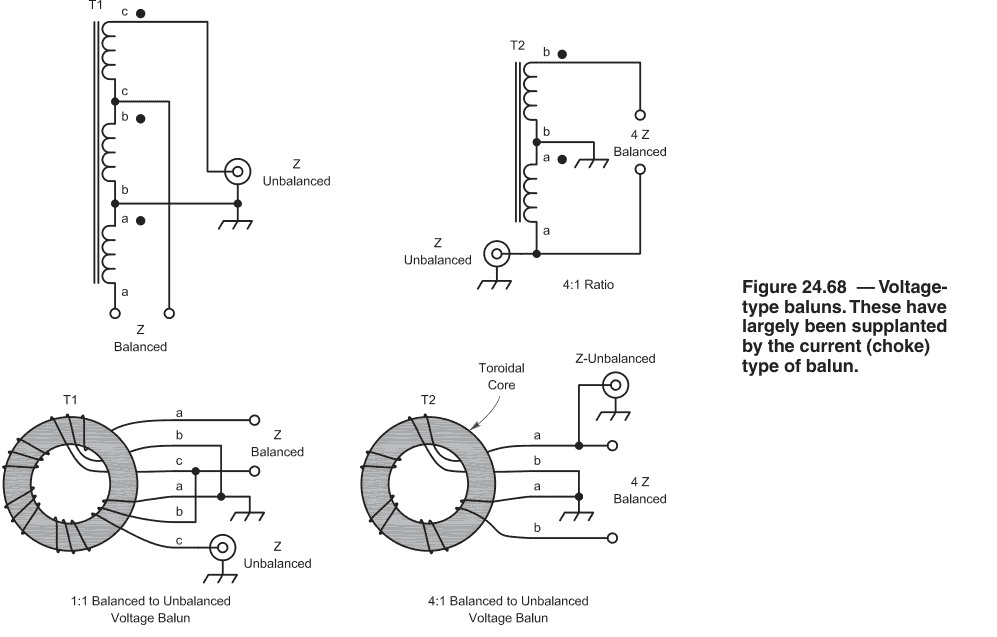 T1
c
c
b
b
a
a
Z
Unbalanced
Z
Balanced
T2
b
b
a
a
4 Z
Balanced
Z
Unbalanced
4:1 Ratio
Figure 24.68 — Voltage-
type baluns. These have
largely been supplanted
by the current (choke)
type of balun.
T1
a
b
c
a
b
c
Z
Balanced
Z
Unbalanced
1:1 Balanced to Unbalanced
Voltage Balun
Toroidal
Core
T2
Z-Unbalanced
a
b
a
b
4 Z
Balanced
4:1 Balanced to Unbalanced
Voltage Balun